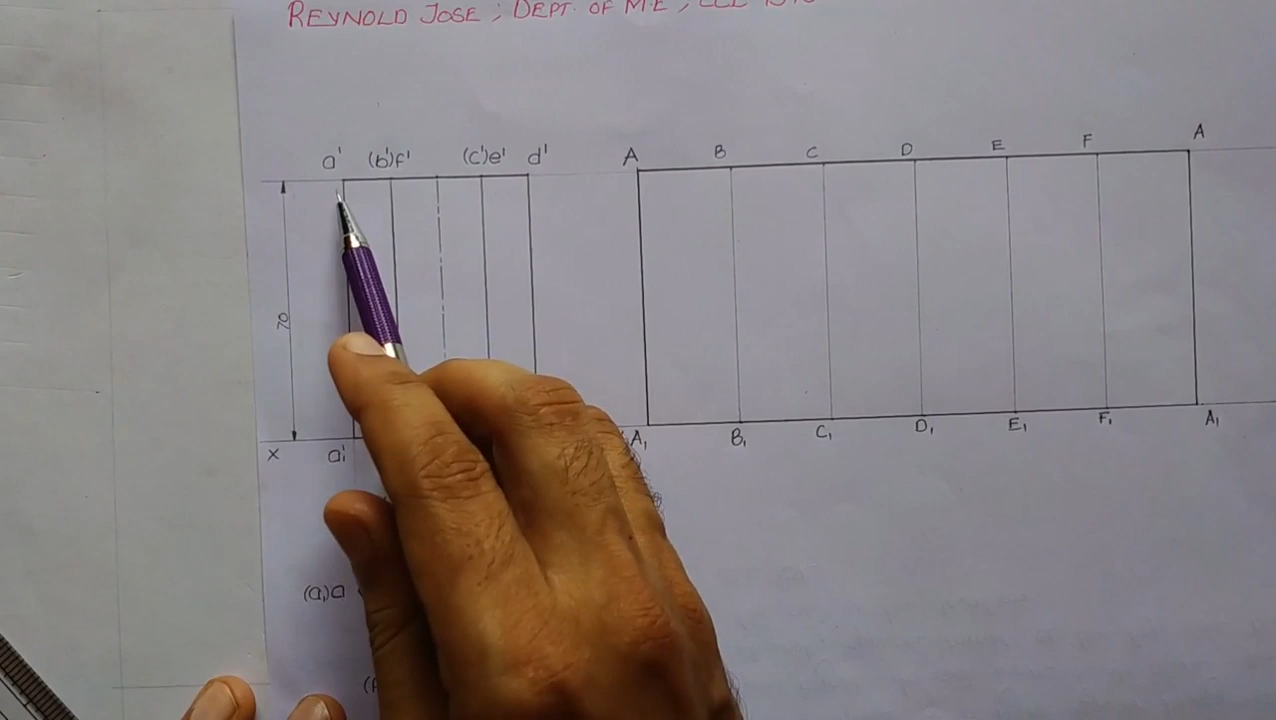 REYNOLD JOSE ; DEPT. OF M.E ,
a' (b')f' (c')e' d' A B C D E F A
70
X a₁' A₁ B₁ C₁ D₁ E₁ F₁ A₁
(a₁)a